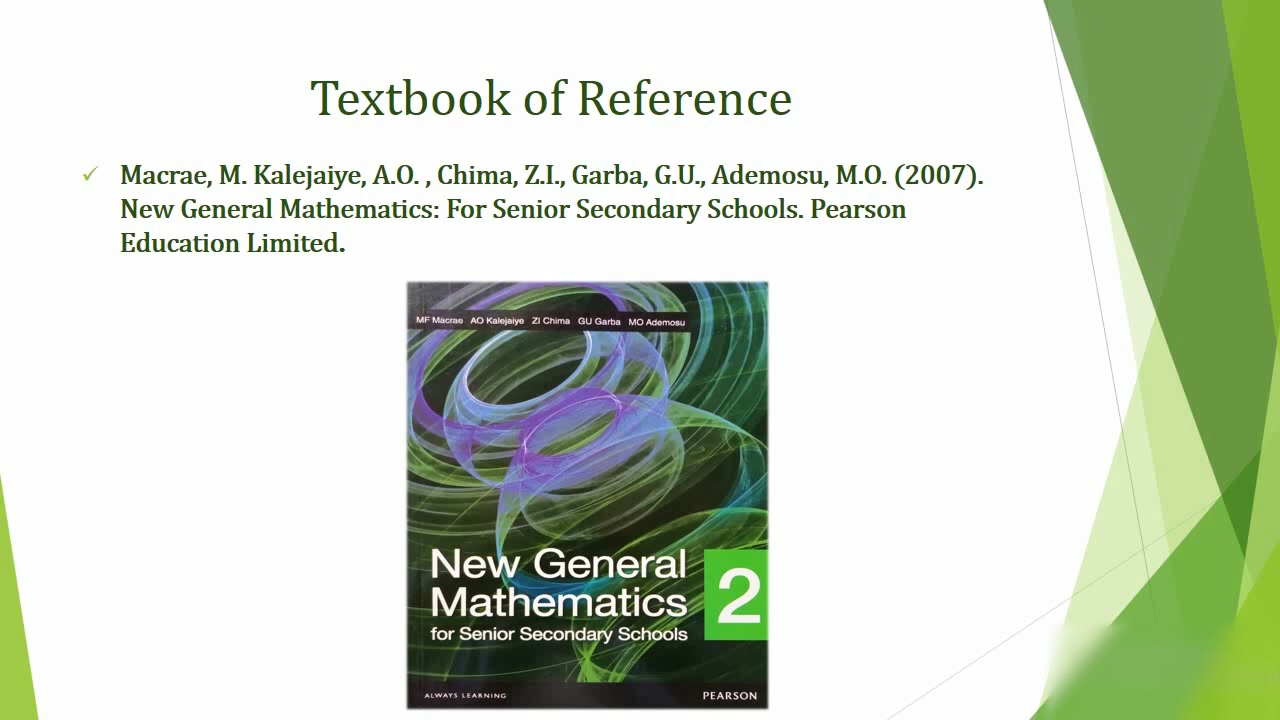 Textbook of Reference
✓ Macrae, M. Kalejaiye, A.O. , Chima, Z.I., Garba, G.U., Ademosu, M.O. (2007).
New General Mathematics: For Senior Secondary Schools. Pearson
Education Limited.
MF Macrae AO Kalejaiye ZI Chima GU Garba MO Ademosu
New General
Mathematics
for Senior Secondary Schools
2
ALWAYS LEARNING
PEARSON